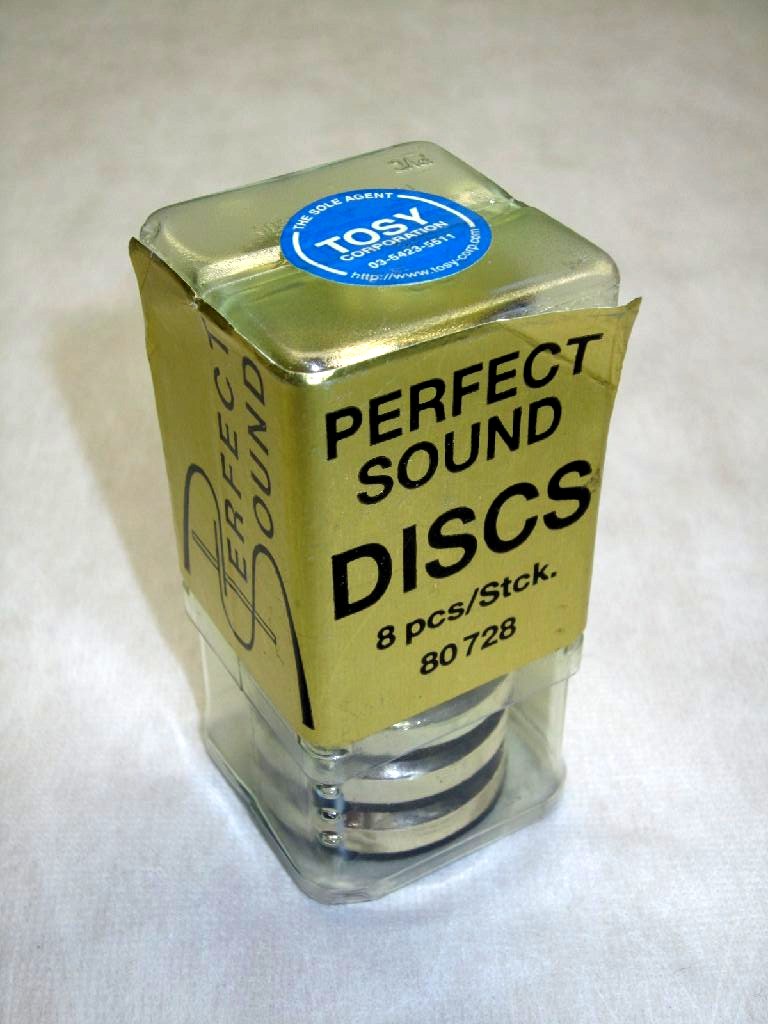 THE SOLE AGENT
TOSY
CORPORATION
03-5423-5511
http://www.tosy-corp.com
PERFECT
SOUND
DISCS
8 pcs/Stck.
80 728
PERFECT
SOUND